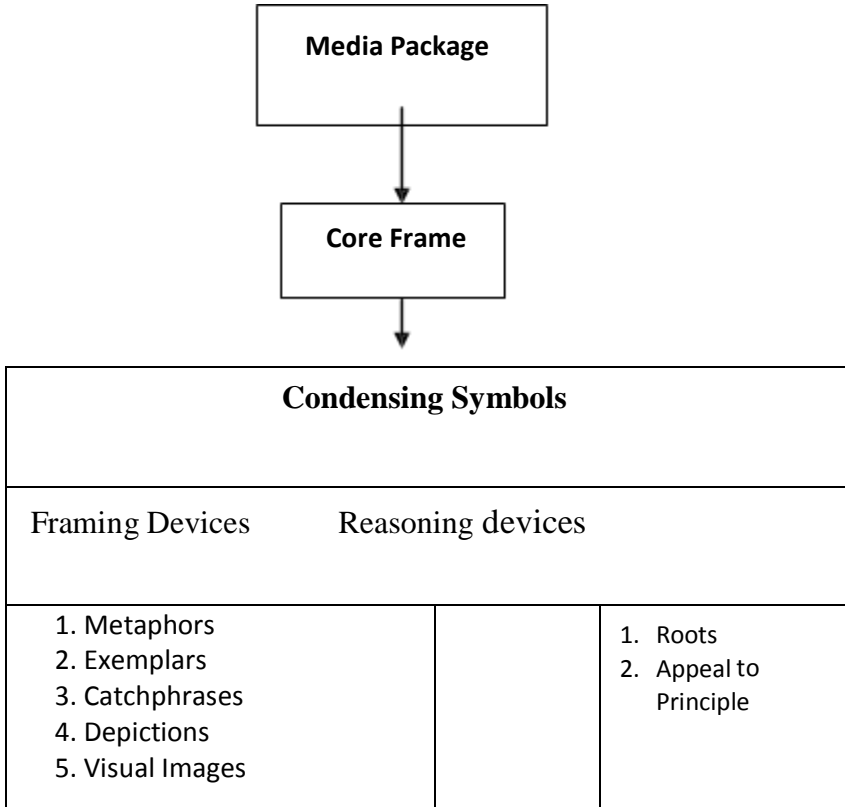 Media Package
Core Frame
Condensing Symbols
Framing Devices Reasoning devices
1. Metaphors
2. Exemplars
3. Catchphrases
4. Depictions
5. Visual Images
1. Roots
2. Appeal to
Principle